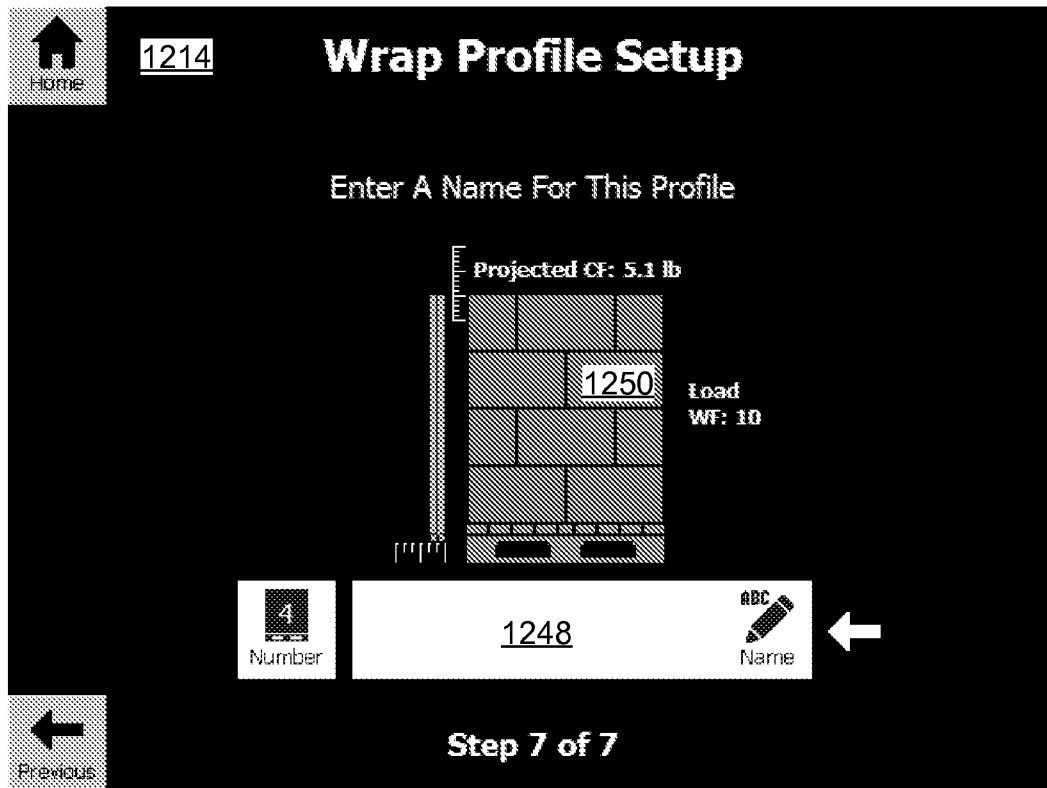 Home
1214
Wrap Profile Setup
Enter A Name For This Profile
Projected CF: 5.1 lb
1250
Load
WF: 10
4
Number
1248
ABC
Name
Previous
Step 7 of 7